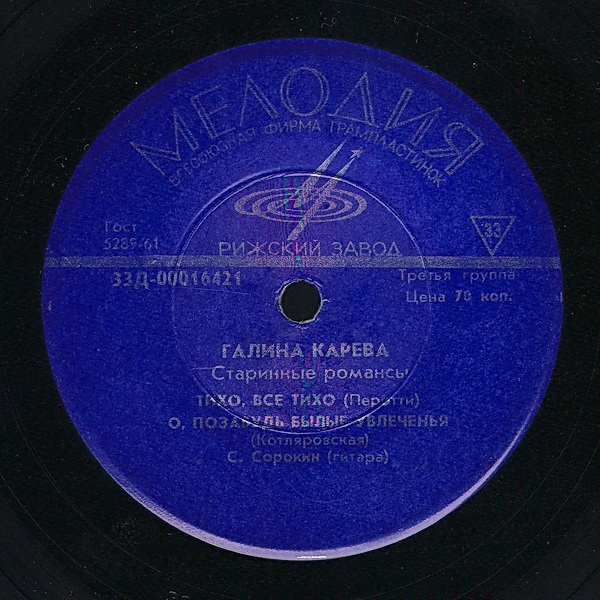 МЕЛОДИЯ
ВСЕСОЮЗНАЯ ФИРМА ГРАМПЛАСТИНОК
Гост
5289-61
33
РИЖСКИЙ ЗАВОД
33Д-00016421
Третья группа
Цена 70 коп.
ГАЛИНА КАРЕВА
Старинные романсы
ТИХО, ВСЕ ТИХО (Перотти)
О, ПОЗАБУДЬ БЫЛЫЕ УВЛЕЧЕНЬЯ
(Котляровская)
С. Сорокин (гитара)